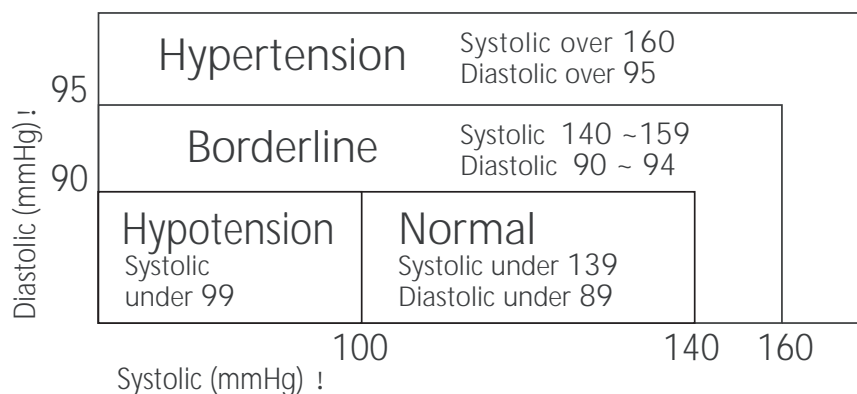 Hypertension
Systolic over 160
Diastolic over 95
95
Borderline
Systolic 140 ~159
Diastolic 90 ~ 94
90
Diastolic (mmHg) !
Hypotension
Systolic
under 99
Normal
Systolic under 139
Diastolic under 89
100
140
160
Systolic (mmHg) !